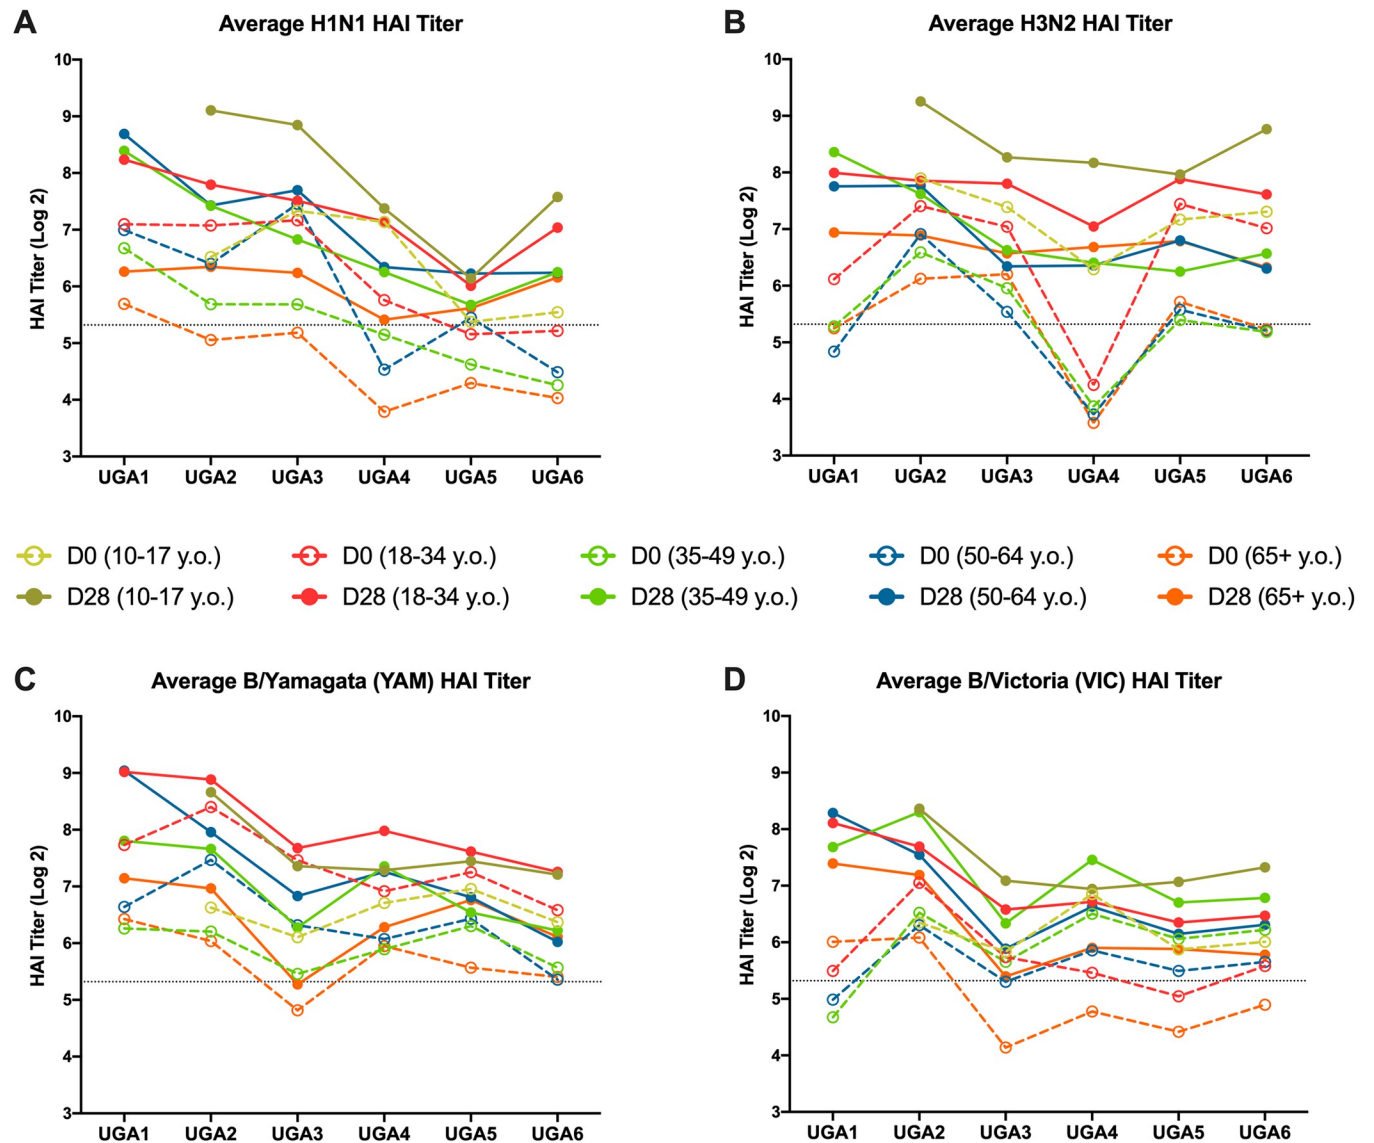 A
Average H1N1 HAI Titer
HAI Titer (Log 2)
10
9
8
7
6
5
4
3
UGA1 UGA2 UGA3 UGA4 UGA5 UGA6
B
Average H3N2 HAI Titer
HAI Titer (Log 2)
10
9
8
7
6
5
4
3
UGA1 UGA2 UGA3 UGA4 UGA5 UGA6
D0 (10-17 y.o.) D0 (18-34 y.o.) D0 (35-49 y.o.) D0 (50-64 y.o.) D0 (65+ y.o.)
D28 (10-17 y.o.) D28 (18-34 y.o.) D28 (35-49 y.o.) D28 (50-64 y.o.) D28 (65+ y.o.)
C
Average B/Yamagata (YAM) HAI Titer
HAI Titer (Log 2)
10
9
8
7
6
5
4
3
UGA1 UGA2 UGA3 UGA4 UGA5 UGA6
D
Average B/Victoria (VIC) HAI Titer
HAI Titer (Log 2)
10
9
8
7
6
5
4
3
UGA1 UGA2 UGA3 UGA4 UGA5 UGA6